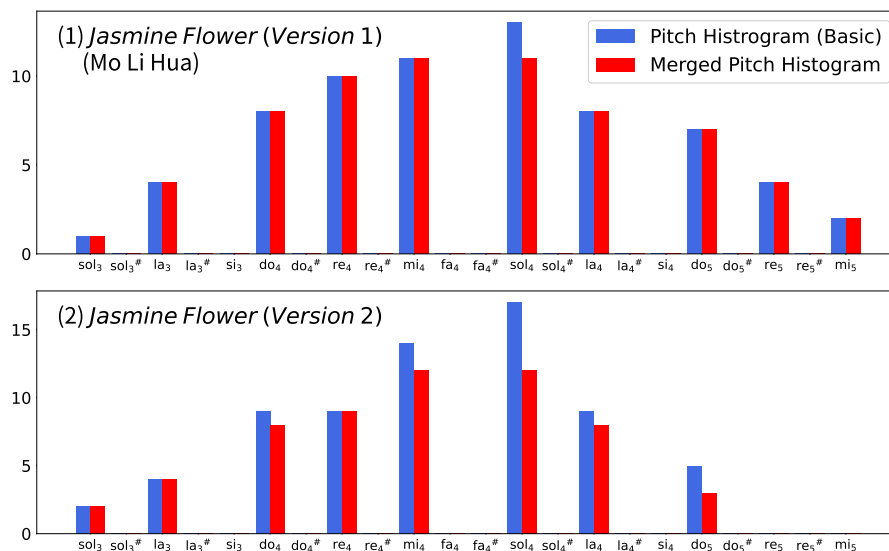 (1) Jasmine Flower (Version 1)
(Mo Li Hua)
Pitch Histogram (Basic)
Merged Pitch Histogram
10
5
0
sol₃ sol₃# la₃ la₃# si₃ do₄ do₄# re₄ re₄# mi₄ fa₄ fa₄# sol₄ sol₄# la₄ la₄# si₄ do₅ do₅# re₅ re₅# mi₅
(2) Jasmine Flower (Version 2)
15
10
5
0
sol₃ sol₃# la₃ la₃# si₃ do₄ do₄# re₄ re₄# mi₄ fa₄ fa₄# sol₄ sol₄# la₄ la₄# si₄ do₅ do₅# re₅ re₅# mi₅